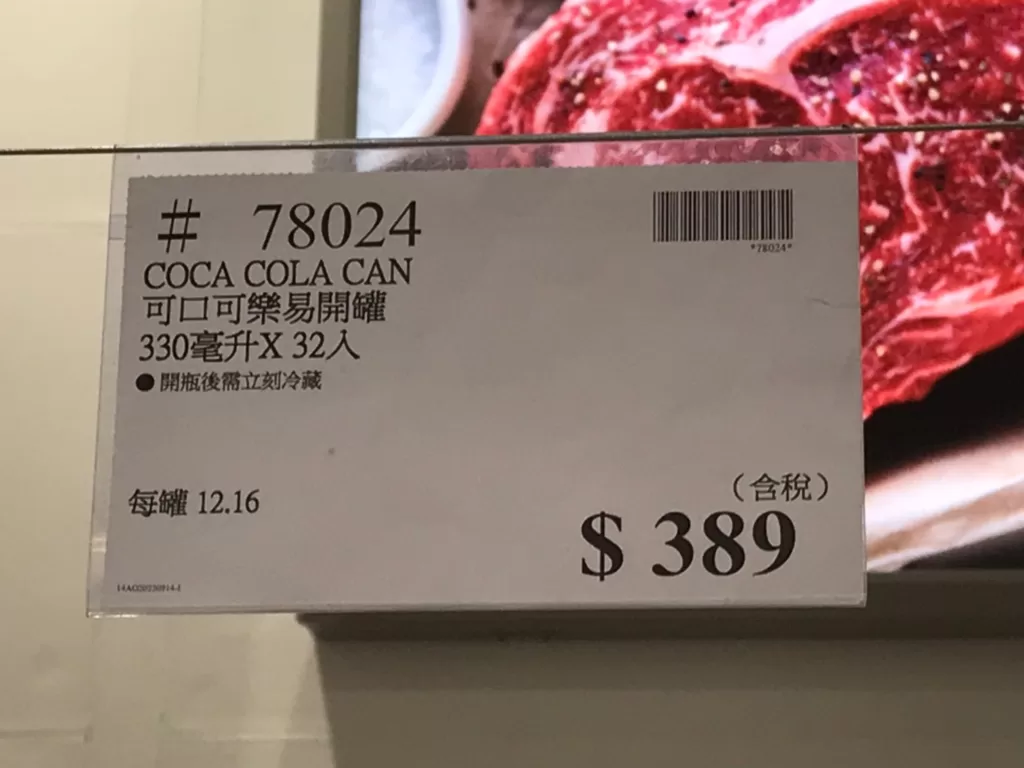 # 78024
*78024*
COCA COLA CAN
可口可樂易開罐
330毫升X 32入
● 開瓶後需立刻冷藏
每罐 12.16
（含稅）
$ 389